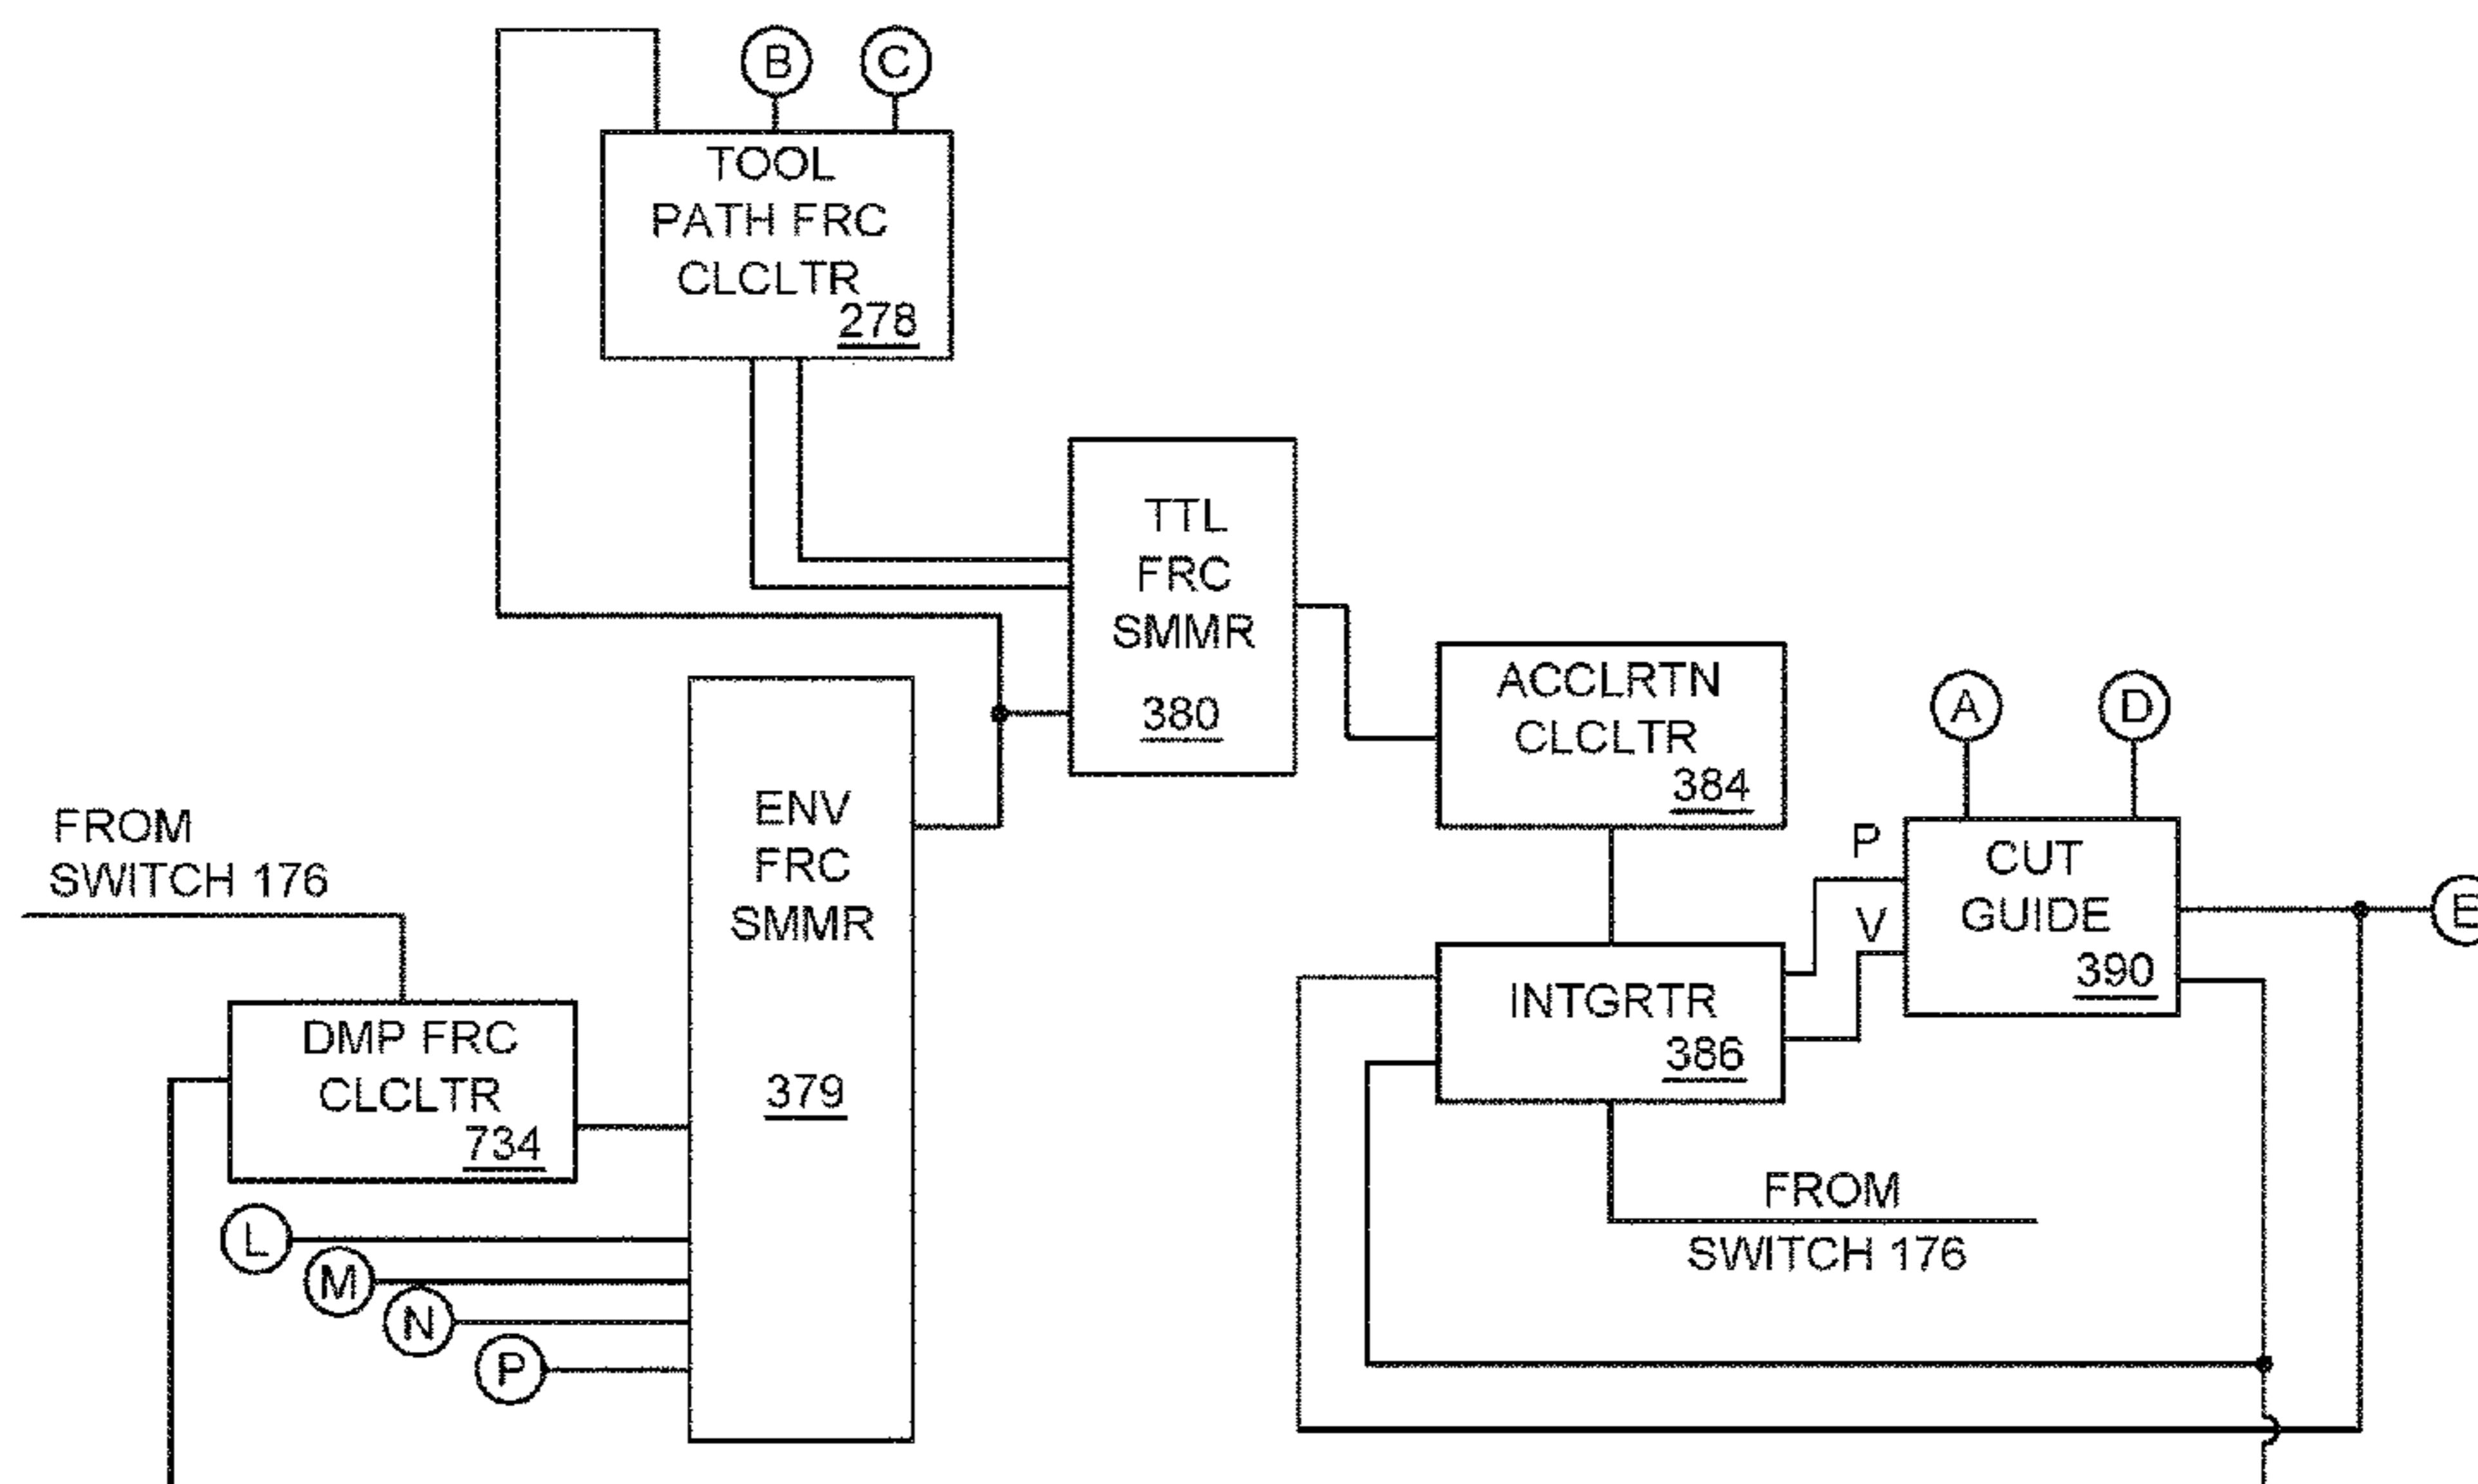 B
C
TOOL
PATH FRC
CLCLTR
278
TTL
FRC
SMMR
380
ACCLRTN
CLCLTR
384
A
D
FROM
SWITCH 176
ENV
FRC
SMMR
379
P
V
CUT
GUIDE
390
E
DMP FRC
CLCLTR
734
INTGRTR
386
L
M
N
P
FROM
SWITCH 176